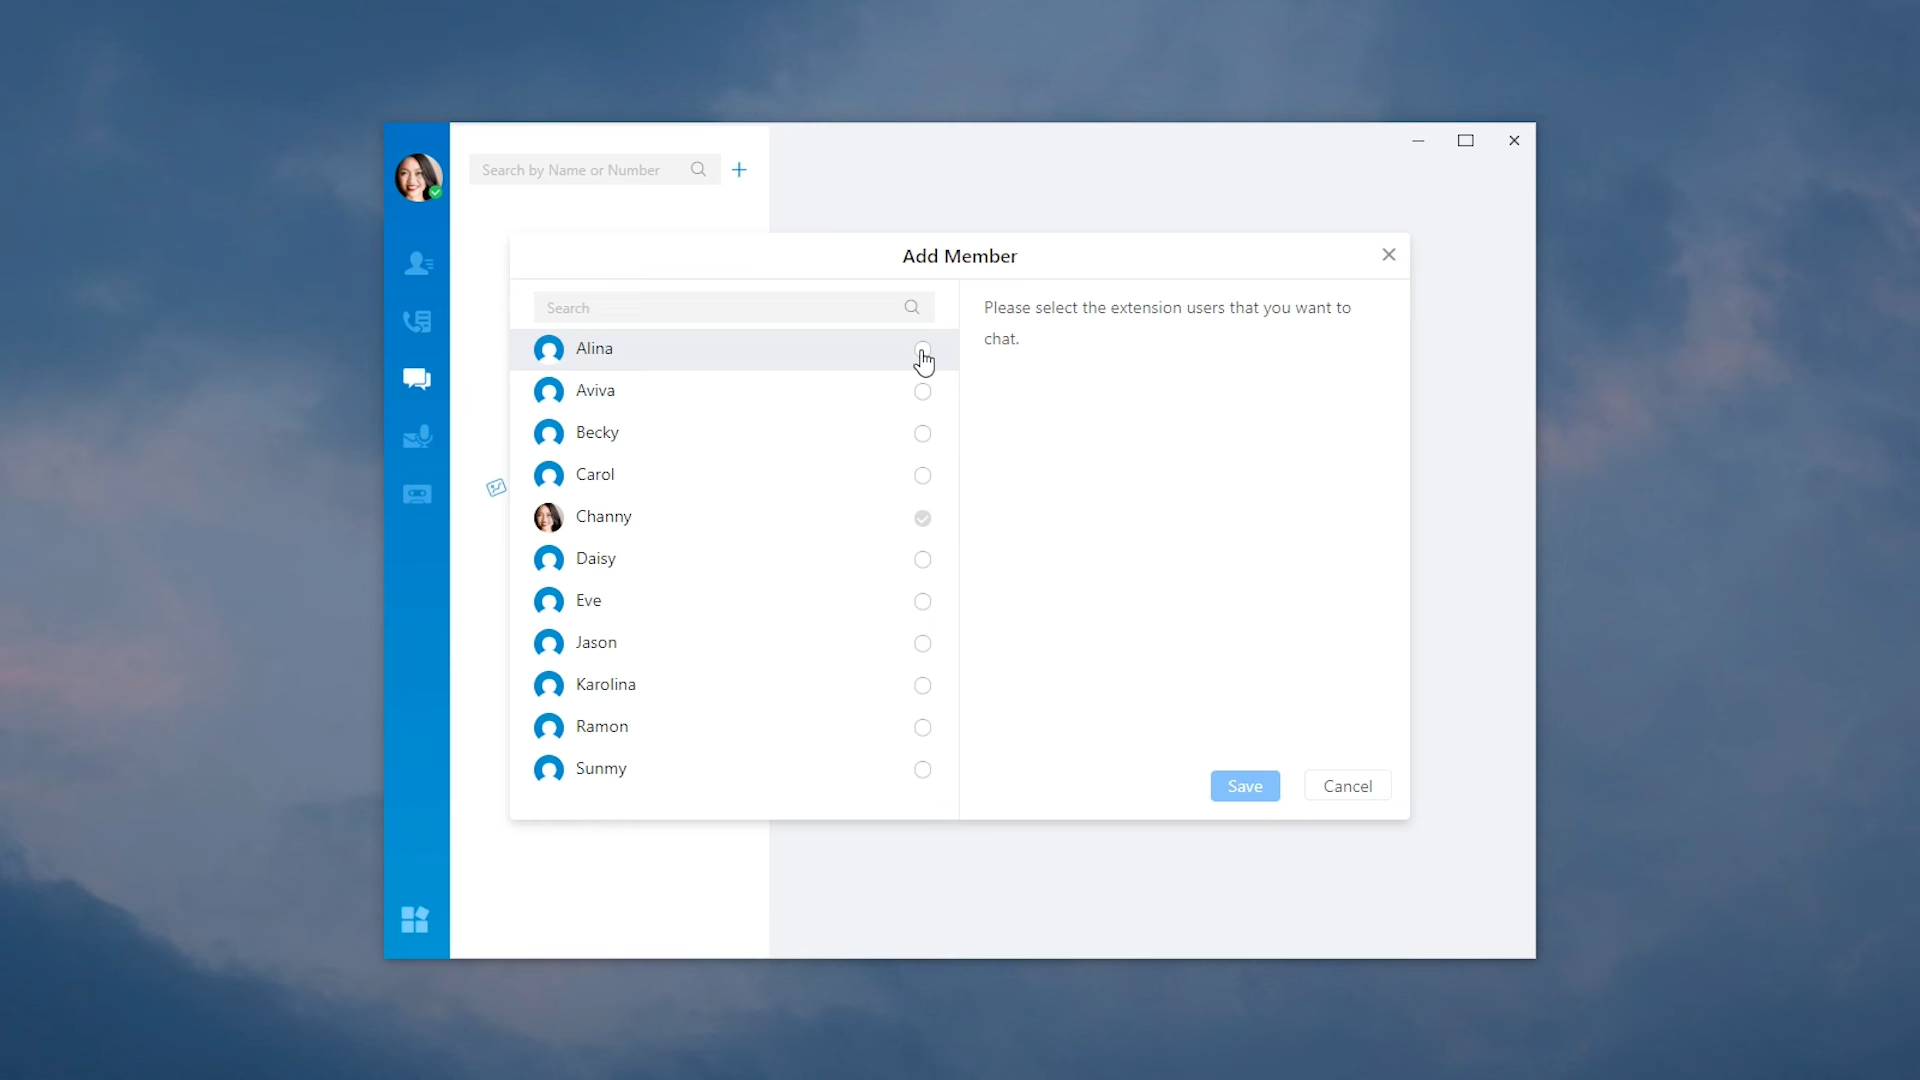 Search by Name or Number
Add Member
Search
Please select the extension users that you want to
chat.
Alina
Aviva
Becky
Carol
Channy
Daisy
Eve
Jason
Karolina
Ramon
Sunmy
Save
Cancel